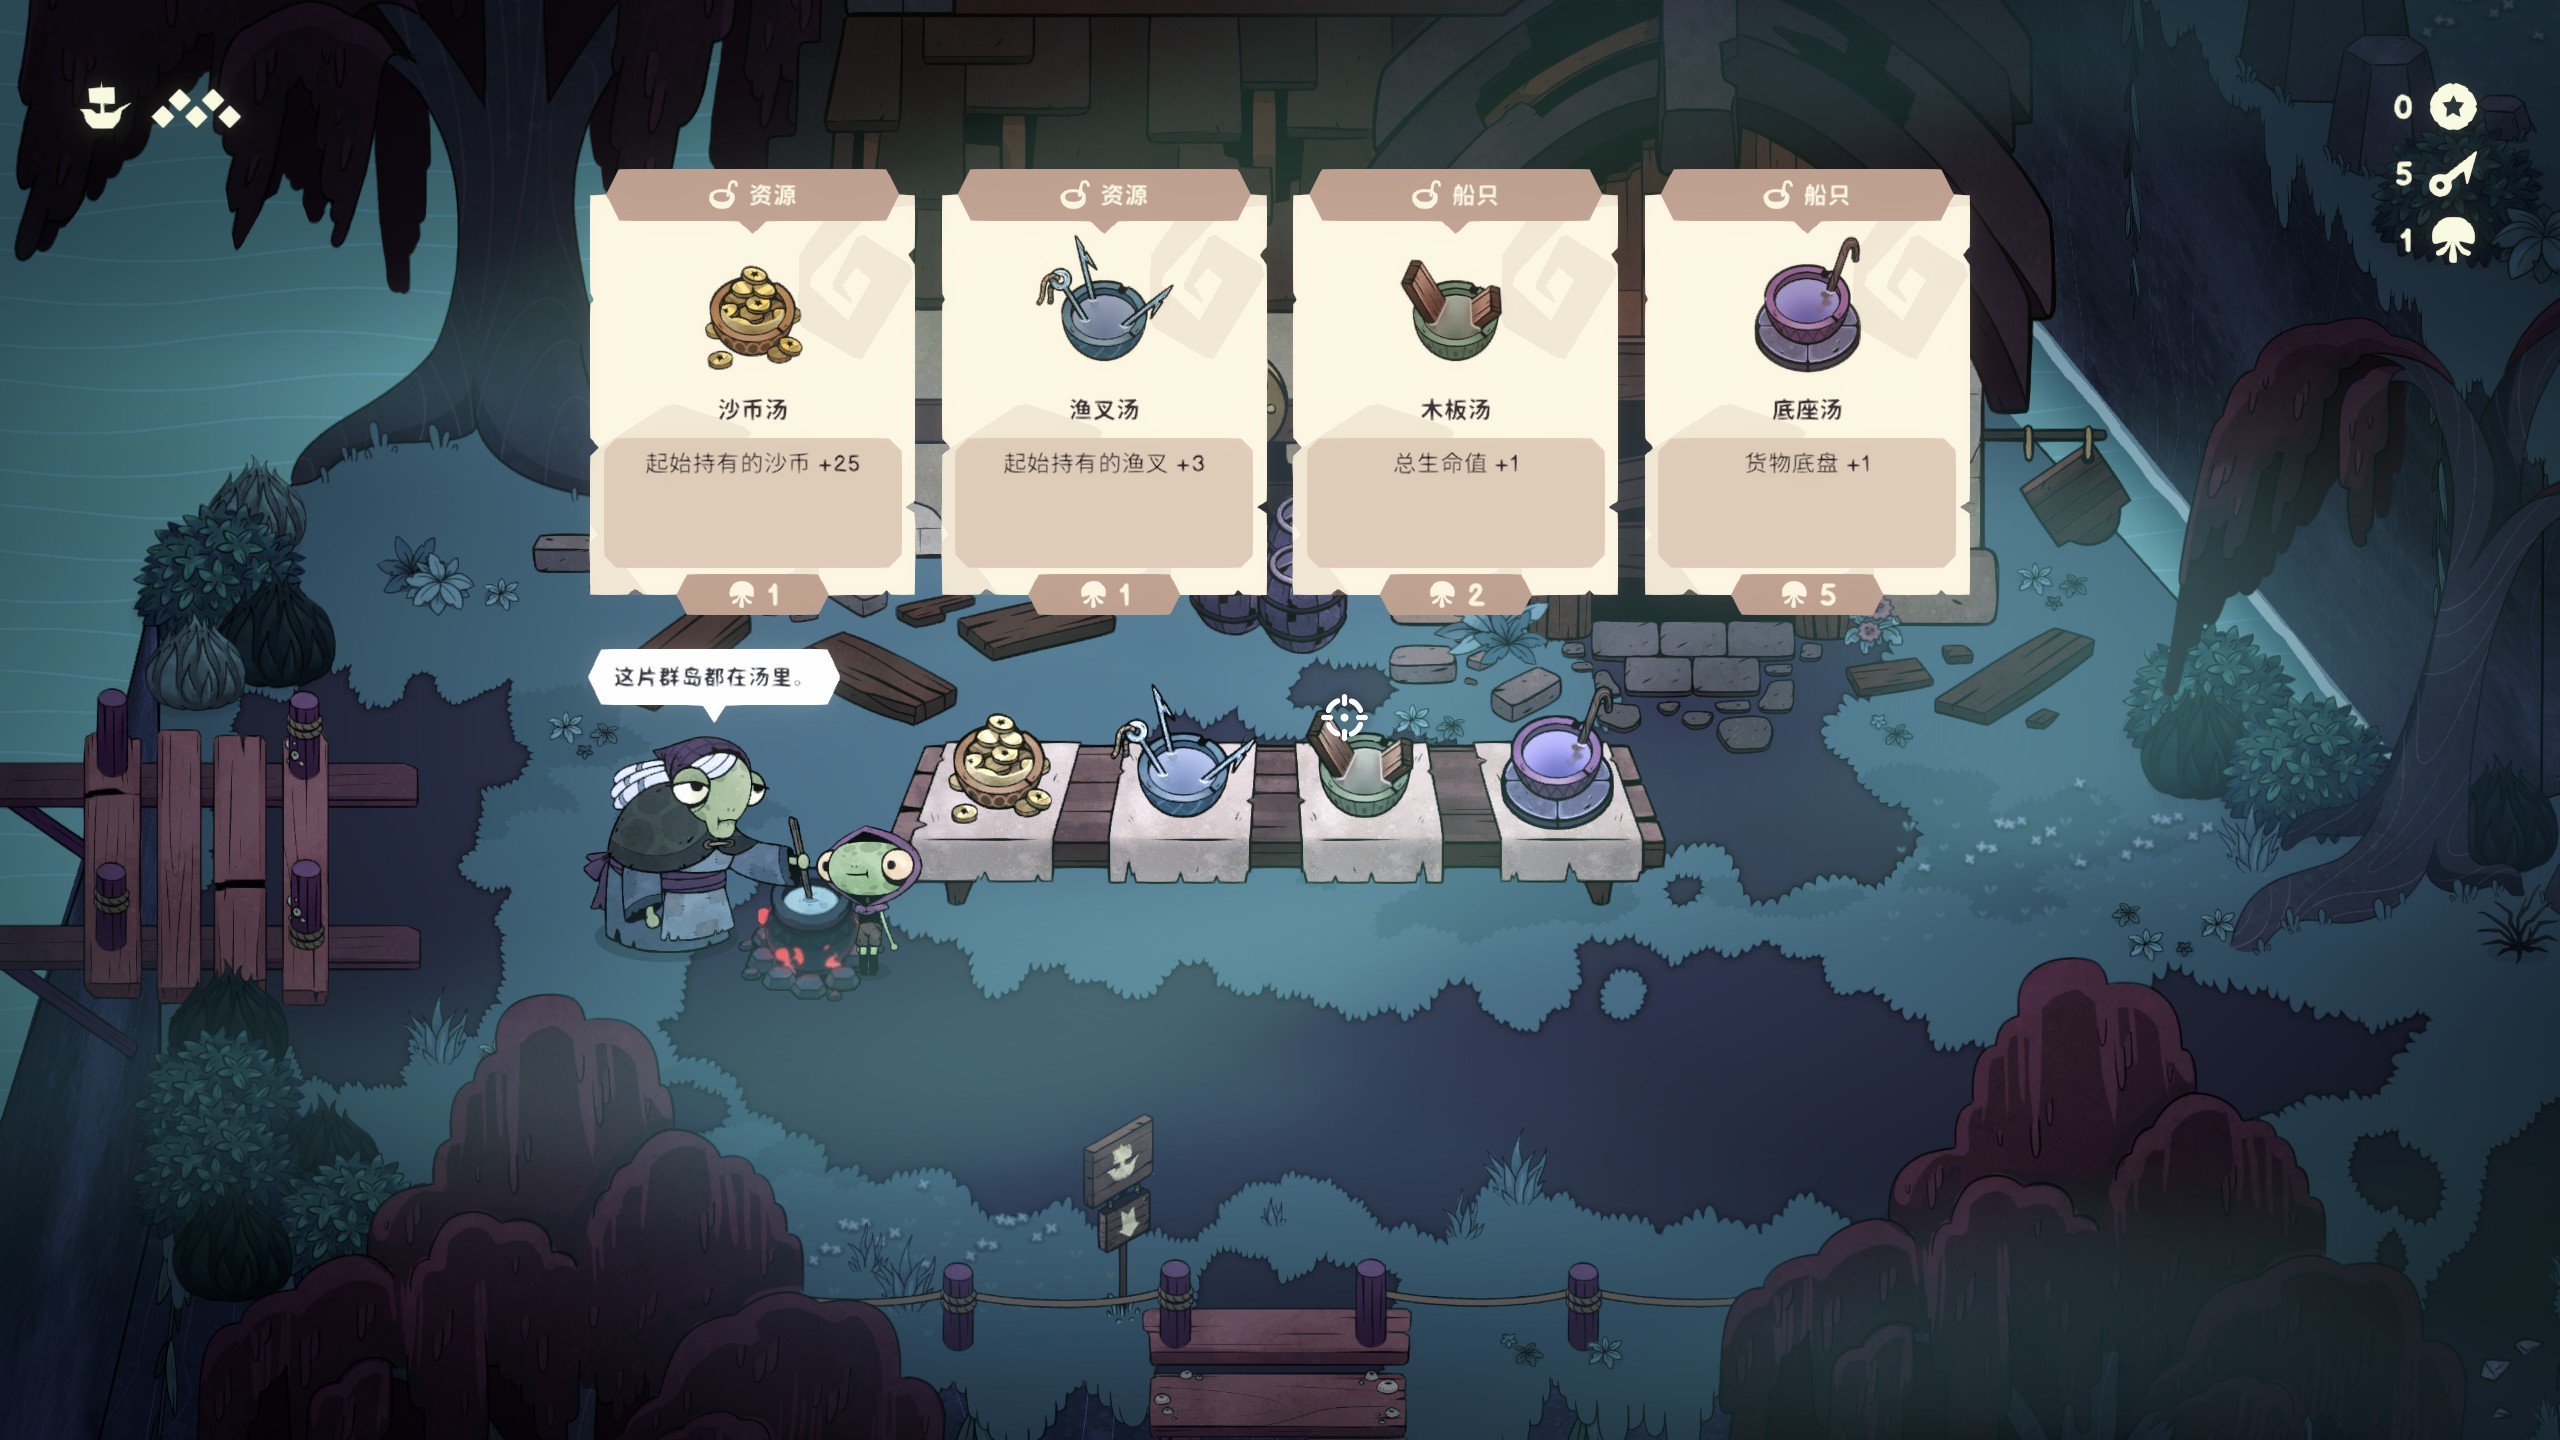 0
5
1
资源
资源
船只
船只
沙币汤
渔叉汤
木板汤
底座汤
起始持有的沙币 +25
起始持有的渔叉 +3
总生命值 +1
货物底盘 +1
1
1
2
5
这片群岛都在汤里。